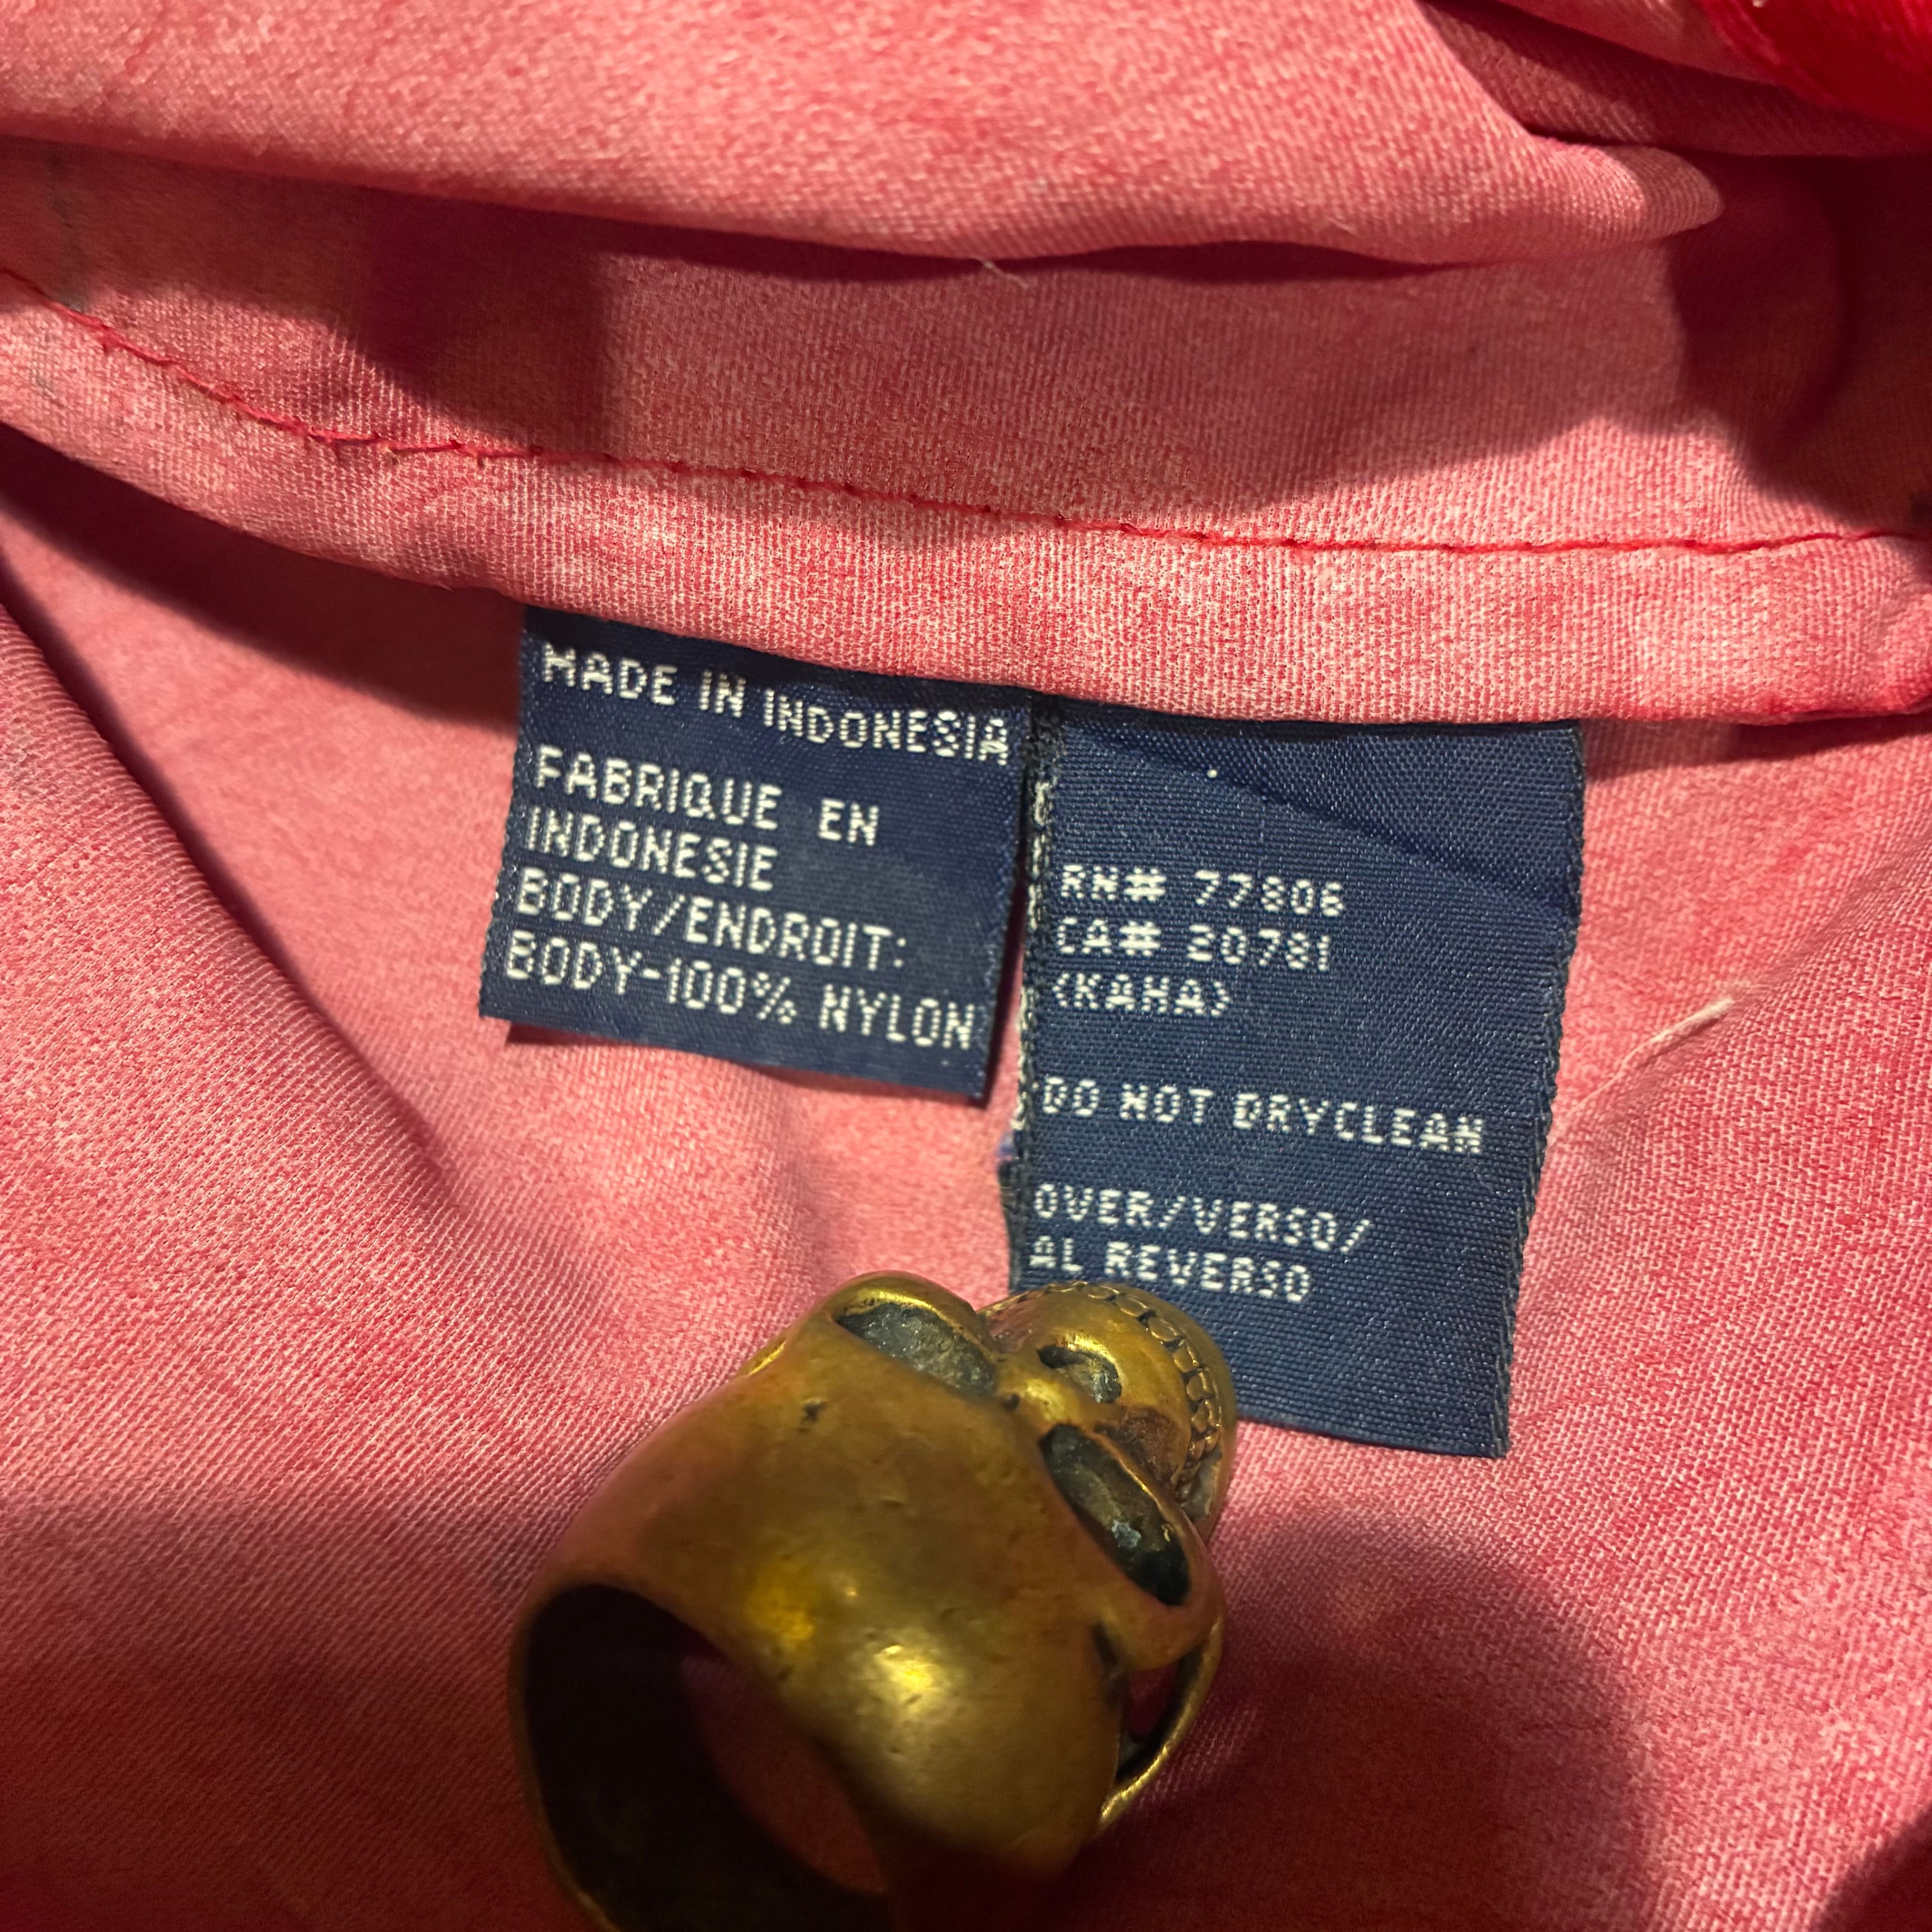 MADE IN INDONESIA
FABRIQUE EN
INDONESIE
BODY/ENDROIT:
BODY-100% NYLON
RN# 77806
CA# 20781
(KAHA)
DO NOT DRYCLEAN
OVER/VERSO/
AL REVERSO